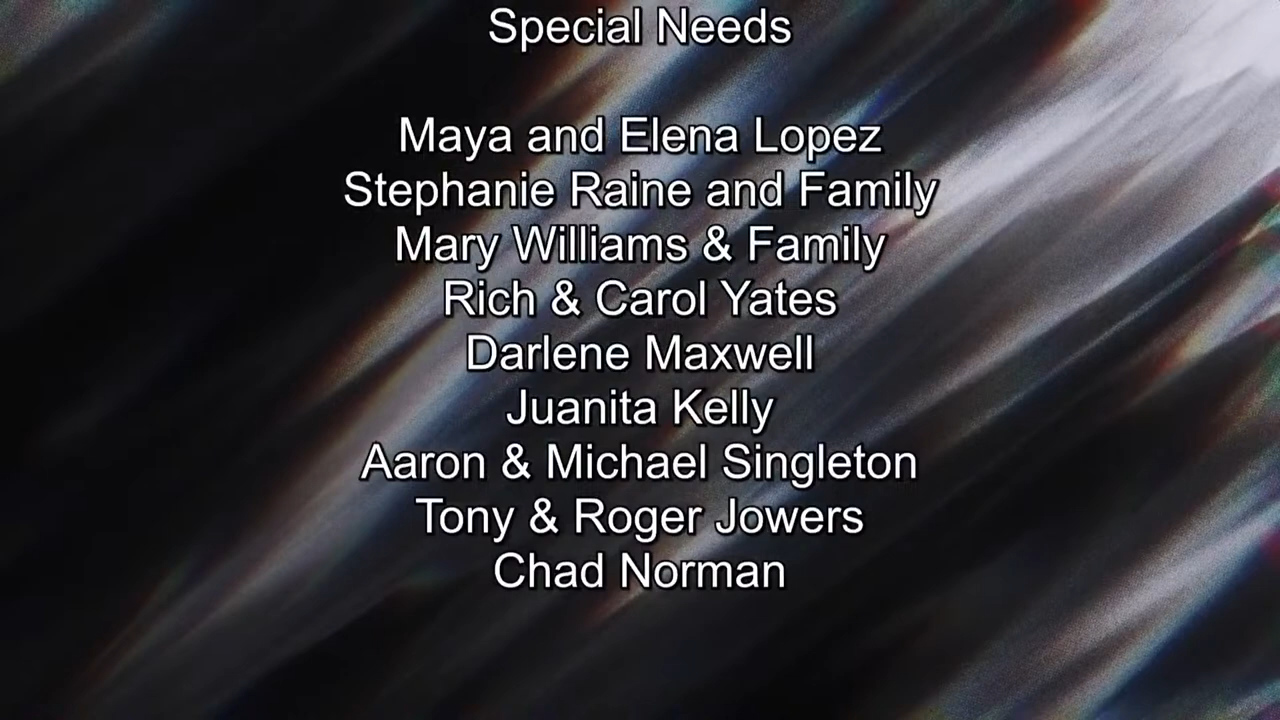 Special Needs
Maya and Elena Lopez
Stephanie Raine and Family
Mary Williams & Family
Rich & Carol Yates
Darlene Maxwell
Juanita Kelly
Aaron & Michael Singleton
Tony & Roger Jowers
Chad Norman